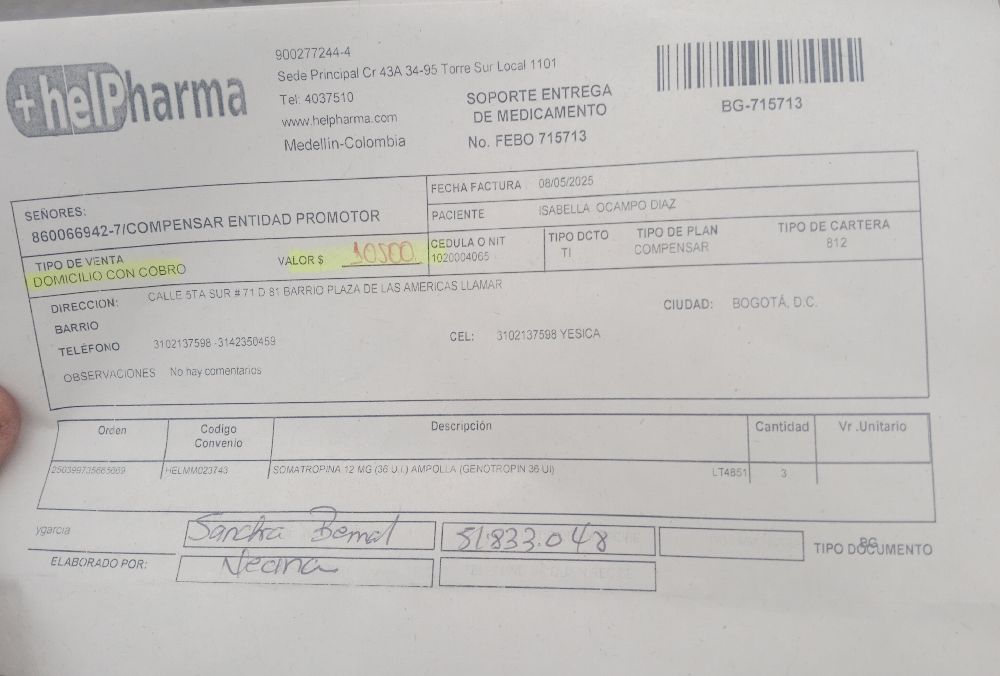 +helPharma
900277244-4
Sede Principal Cr 43A 34-95 Torre Sur Local 1101
Tel: 4037510
www.helpharma.com
Medellín-Colombia
SOPORTE ENTREGA
DE MEDICAMENTO
No. FEBO 715713
BG-715713
SEÑORES:
860066942-7/COMPENSAR ENTIDAD PROMOTOR
FECHA FACTURA 08/05/2025
PACIENTE ISABELLA OCAMPO DIAZ
TIPO DE VENTA
DOMICILIO CON COBRO
VALOR $
CEDULA O NIT
1020004065
TIPO DCTO
TI
TIPO DE PLAN
COMPENSAR
TIPO DE CARTERA
812
DIRECCION: CALLE 5TA SUR # 71 D 81 BARRIO PLAZA DE LAS AMERICAS LLAMAR
CIUDAD: BOGOTÁ, D.C.
BARRIO
TELÉFONO 3102137598 -3142350459
CEL: 3102137598 YESICA
OBSERVACIONES No hay comentarios
Orden Codigo Convenio Descripción Cantidad Vr .Unitario
HELMM023743 SOMATROPINA 12 MG (36 U.I.) AMPOLLA (GENOTROPIN 36 UI) LT4851 3
ygarcia
Sandra Bernal
51.833.048
TIPO DOCUMENTO
ELABORADO POR: